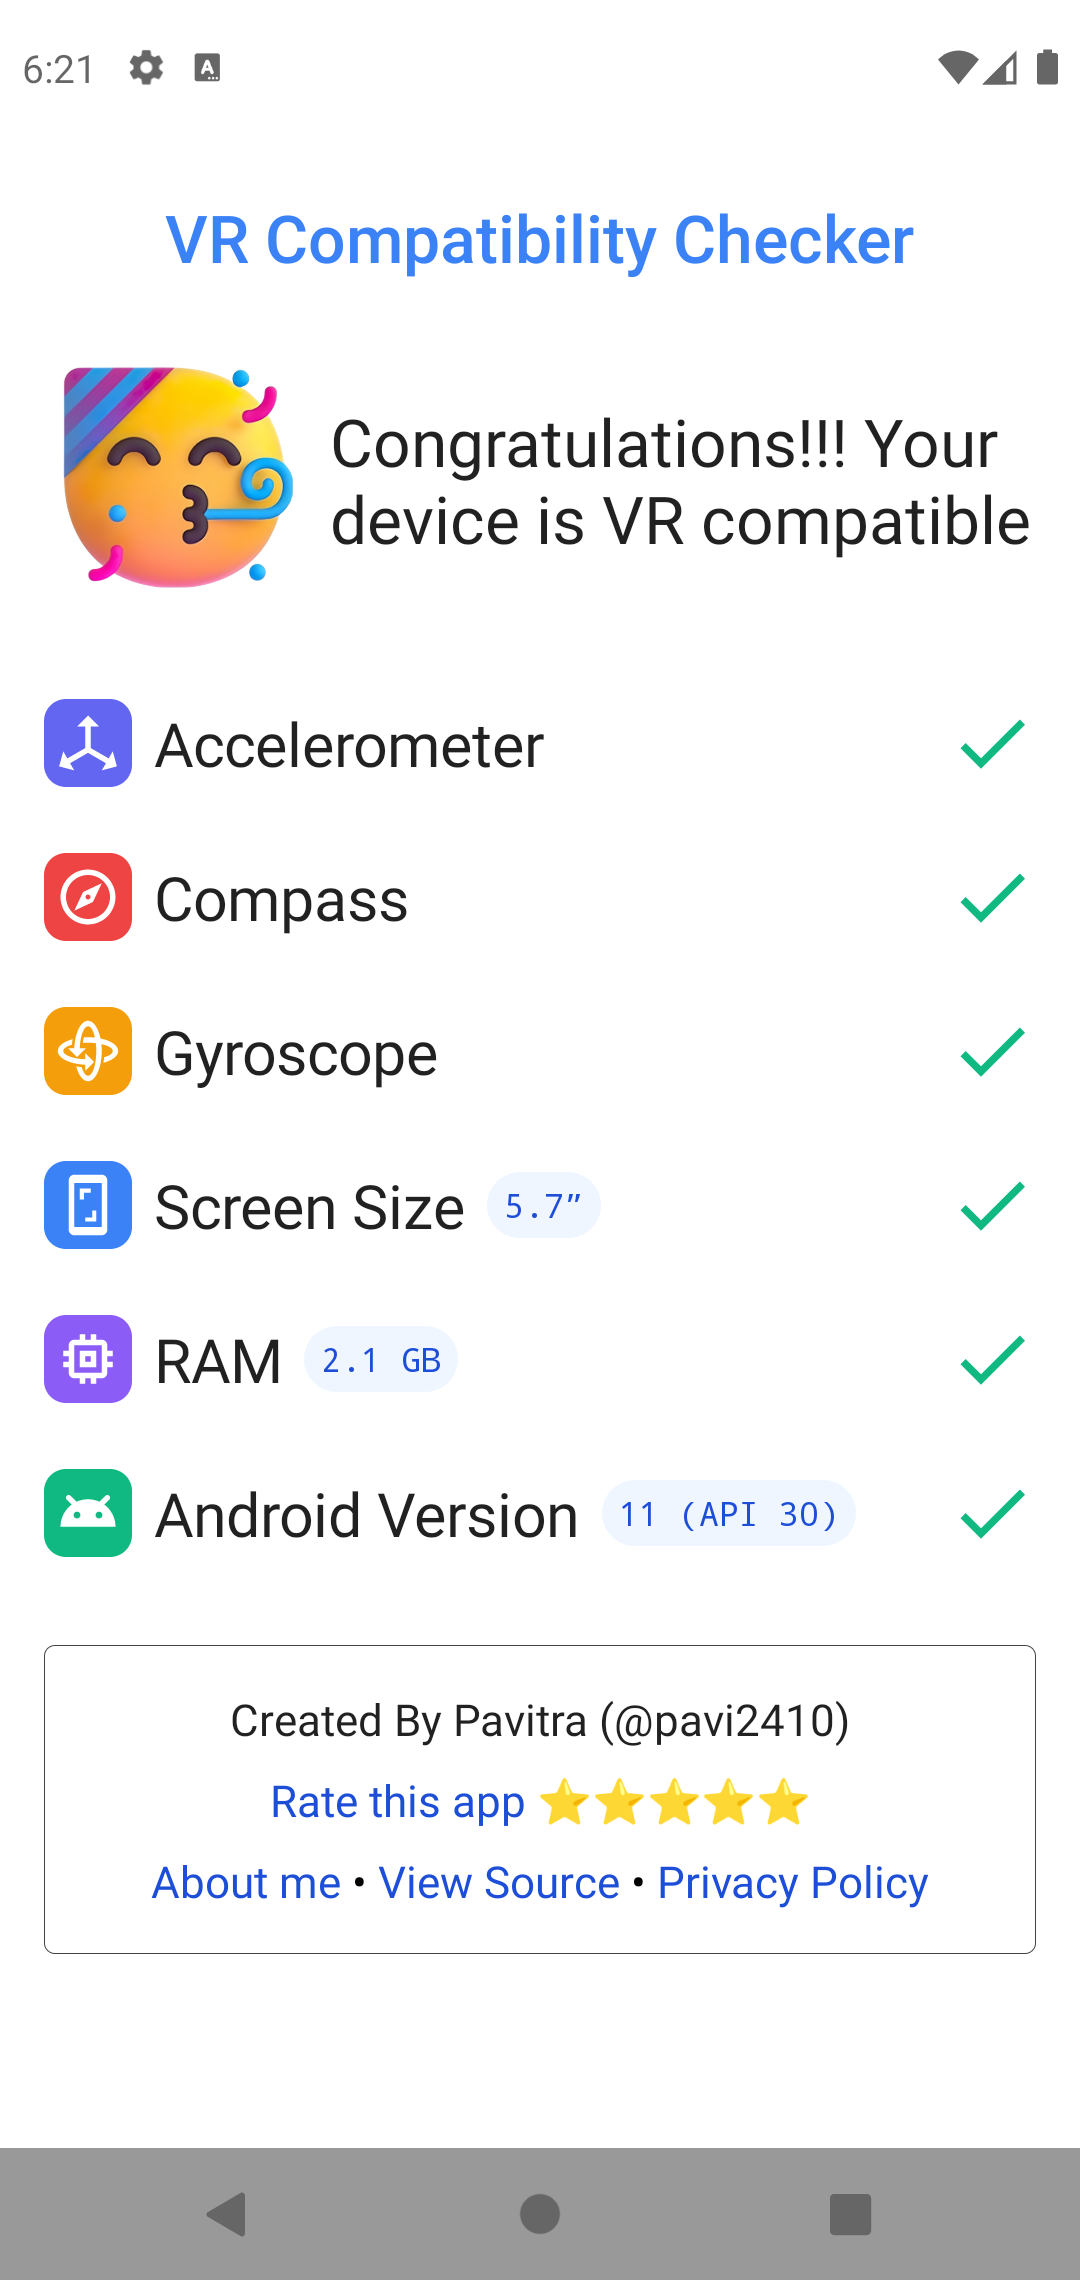 6:21
VR Compatibility Checker
Congratulations!!! Your
device is VR compatible
Accelerometer
Compass
Gyroscope
Screen Size 5.7”
RAM 2.1 GB
Android Version 11 (API 30)
Created By Pavitra (@pavi2410)
Rate this app ⭐⭐⭐⭐⭐
About me • View Source • Privacy Policy